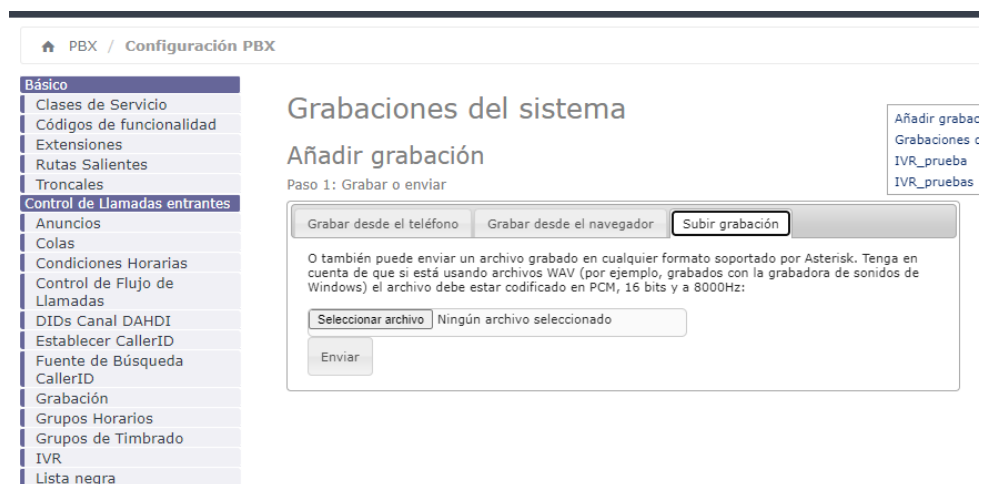 PBX / Configuración PBX
Básico
Clases de Servicio
Códigos de funcionalidad
Extensiones
Rutas Salientes
Troncales
Control de Llamadas entrantes
Anuncios
Colas
Condiciones Horarias
Control de Flujo de
Llamadas
DIDs Canal DAHDI
Establecer CallerID
Fuente de Búsqueda
CallerID
Grabación
Grupos Horarios
Grupos de Timbrado
IVR
Lista negra
Grabaciones del sistema
Añadir grabación
Paso 1: Grabar o enviar
Grabar desde el teléfono Grabar desde el navegador Subir grabación
O también puede enviar un archivo grabado en cualquier formato soportado por Asterisk. Tenga en
cuenta de que si está usando archivos WAV (por ejemplo, grabados con la grabadora de sonidos de
Windows) el archivo debe estar codificado en PCM, 16 bits y a 8000Hz:
Seleccionar archivo Ningún archivo seleccionado
Enviar
Añadir grabac
Grabaciones
IVR_prueba
IVR_pruebas